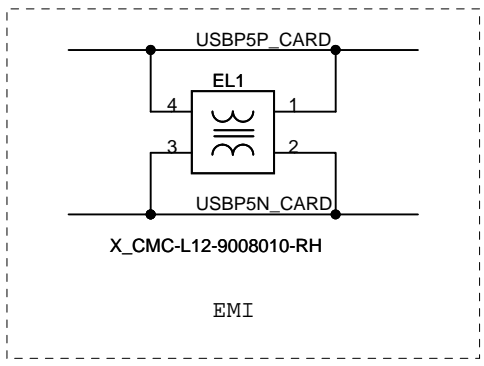 USBP5P_CARD
EL1
4 1
3 2
USBP5N_CARD
X_CMC-L12-9008010-RH
EMI